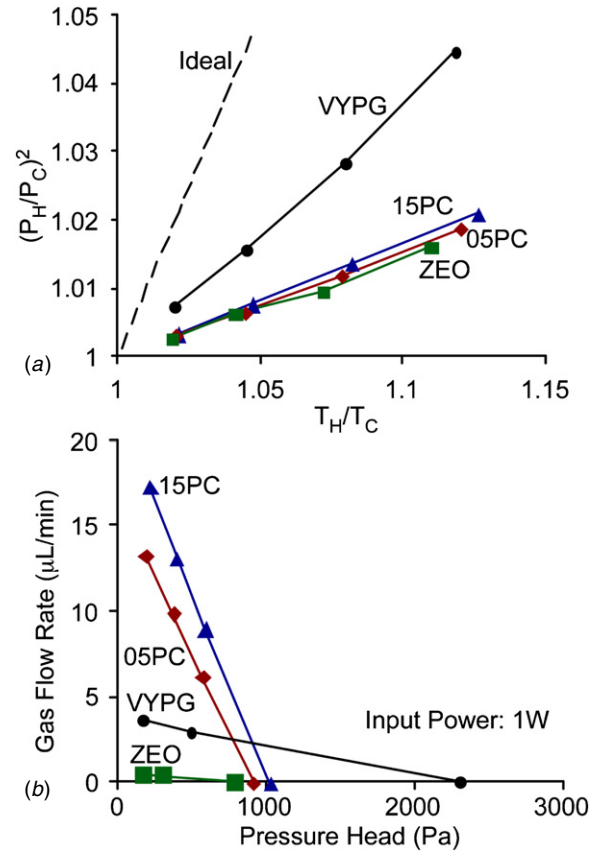 1.05
1.04
1.03
1.02
1.01
1
(P_H/P_C)²
Ideal
VYPG
15PC
05PC
ZEO
1 1.05 1.1 1.15
T_H/T_C
(a)
20
15
10
5
0
Gas Flow Rate (μL/min)
15PC
05PC
VYPG
ZEO
Input Power: 1W
0 1000 2000 3000
Pressure Head (Pa)
(b)